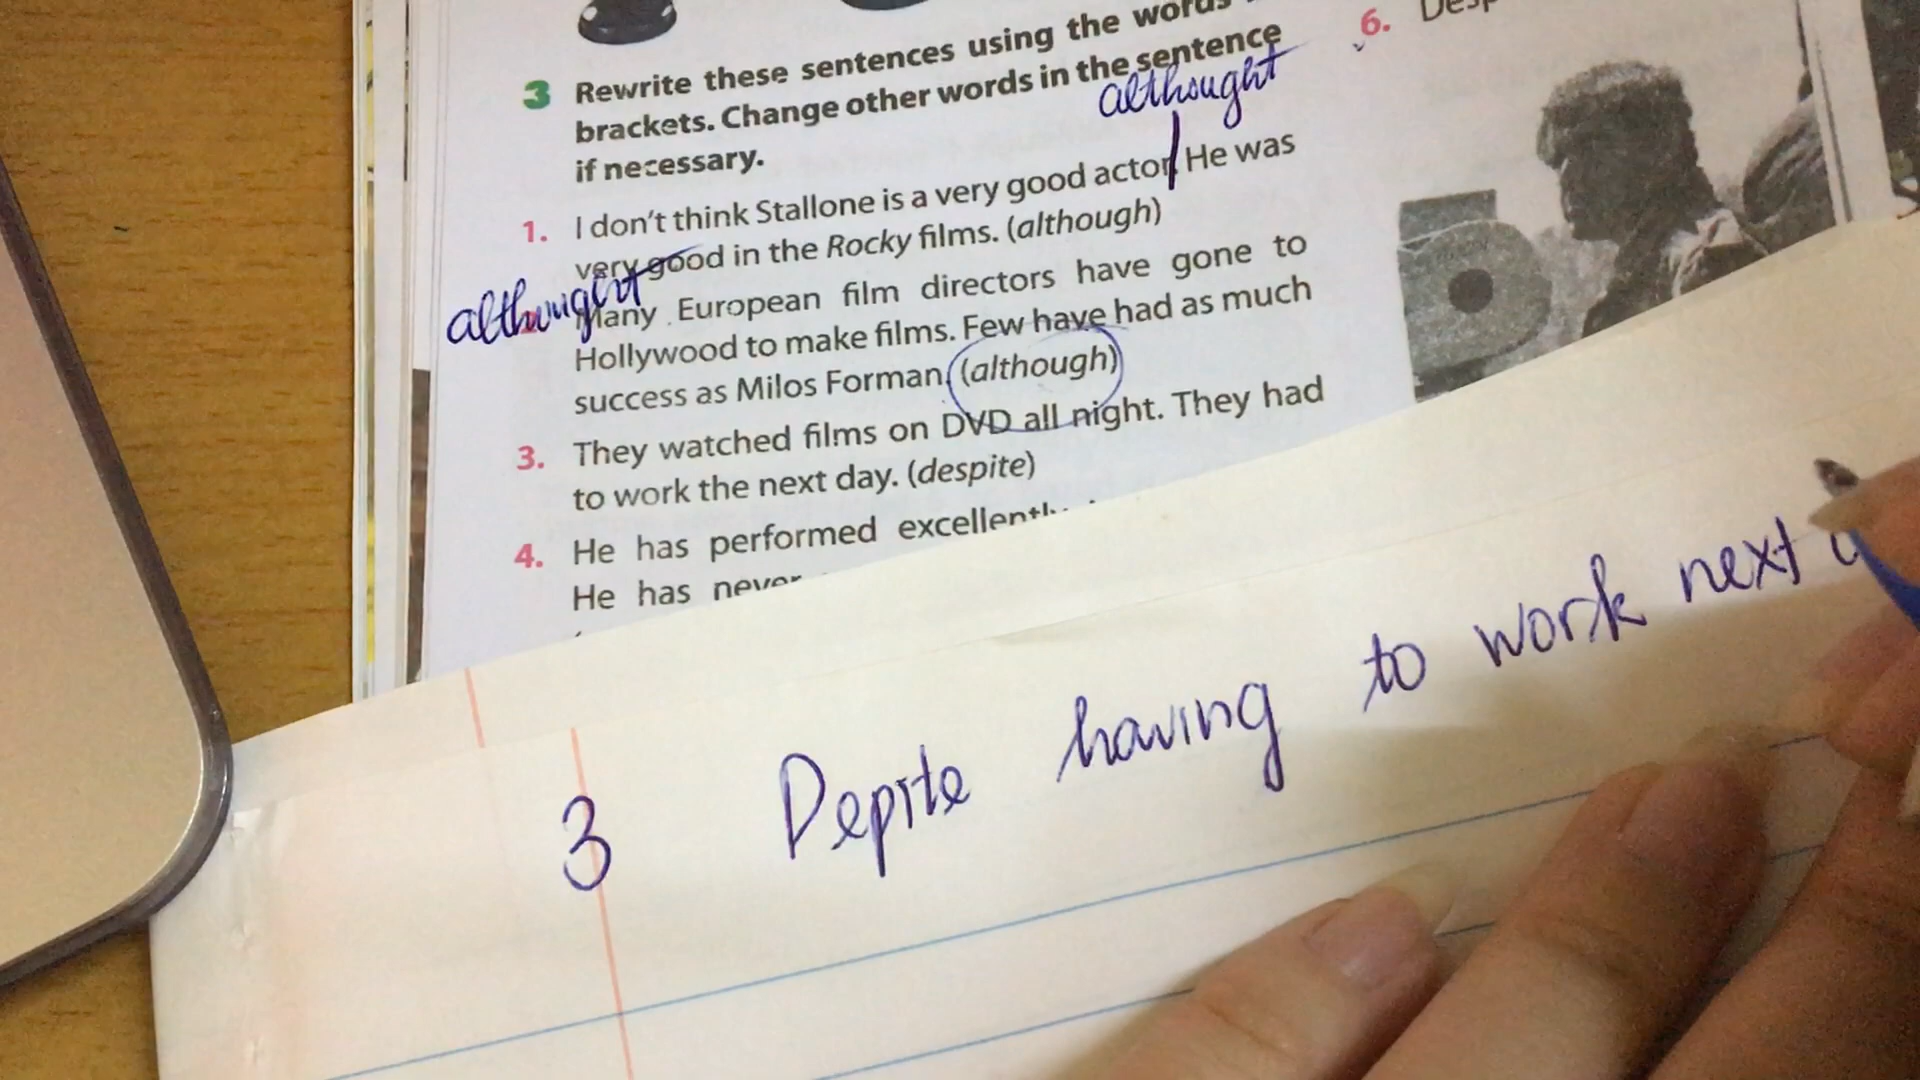 3 Rewrite these sentences using the words
brackets. Change other words in the sentence
if necessary.
althought
1. I don't think Stallone is a very good actor. He was
very good in the Rocky films. (although)
althought
Many European film directors have gone to
Hollywood to make films. Few have had as much
success as Milos Forman. (although)
3. They watched films on DVD all night. They had
to work the next day. (despite)
4. He has performed excellently
He has never
6.
3 Depite having to work next